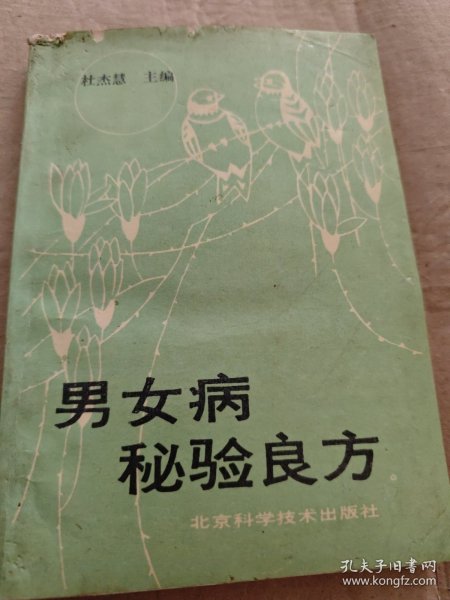 杜杰慧 主编
男女病
秘验良方
北京科学技术出版社
孔夫子旧书网
www.kongfz.com